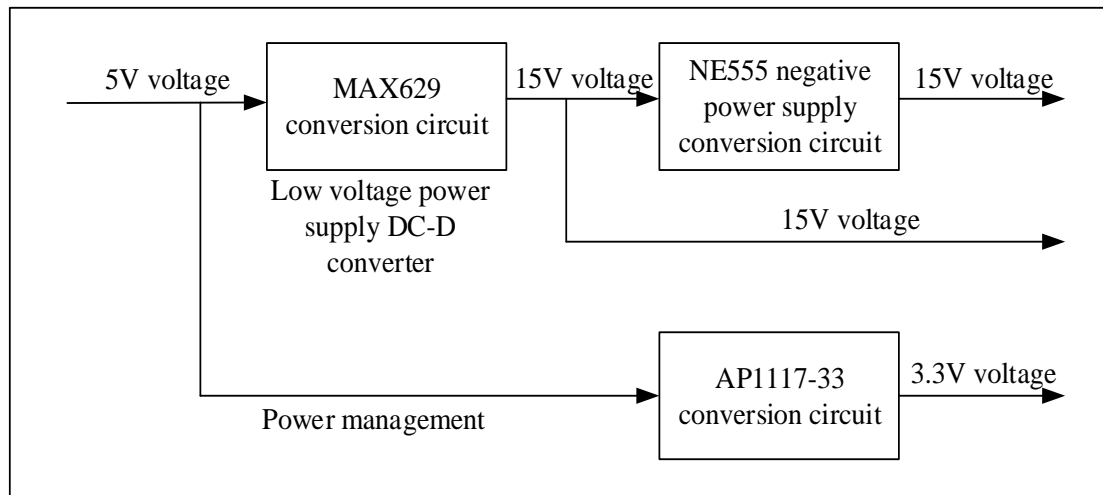 5V voltage
MAX629
conversion circuit
15V voltage
NE555 negative
power supply
conversion circuit
15V voltage
Low voltage power
supply DC-D
converter
15V voltage
AP1117-33
conversion circuit
3.3V voltage
Power management